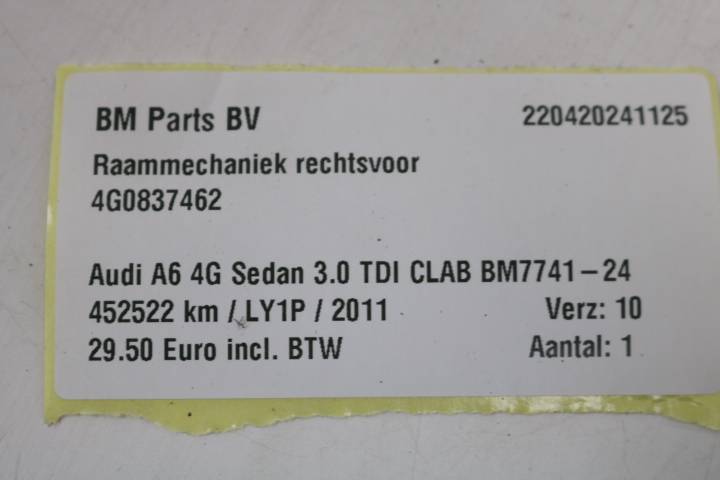 BM Parts BV 220420241125
Raammechaniek rechtsvoor
4G0837462
Audi A6 4G Sedan 3.0 TDI CLAB BM7741-24
452522 km / LY1P / 2011 Verz: 10
29.50 Euro incl. BTW Aantal: 1